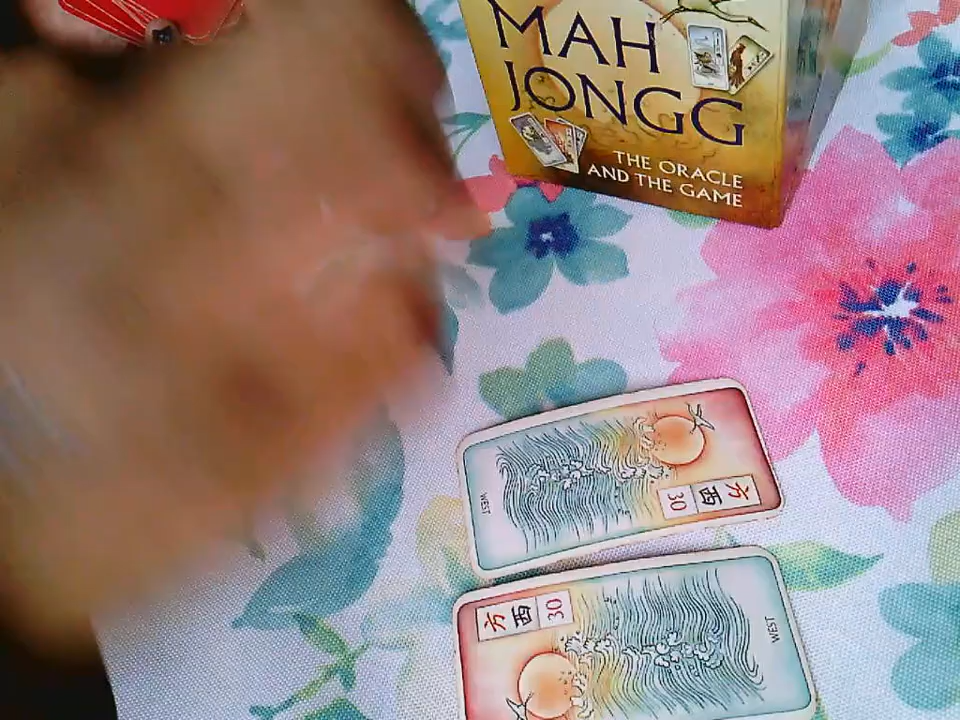 MAH
JONGG
THE ORACLE
AND THE GAME
WEST
30
西
方
方
西
30
WEST